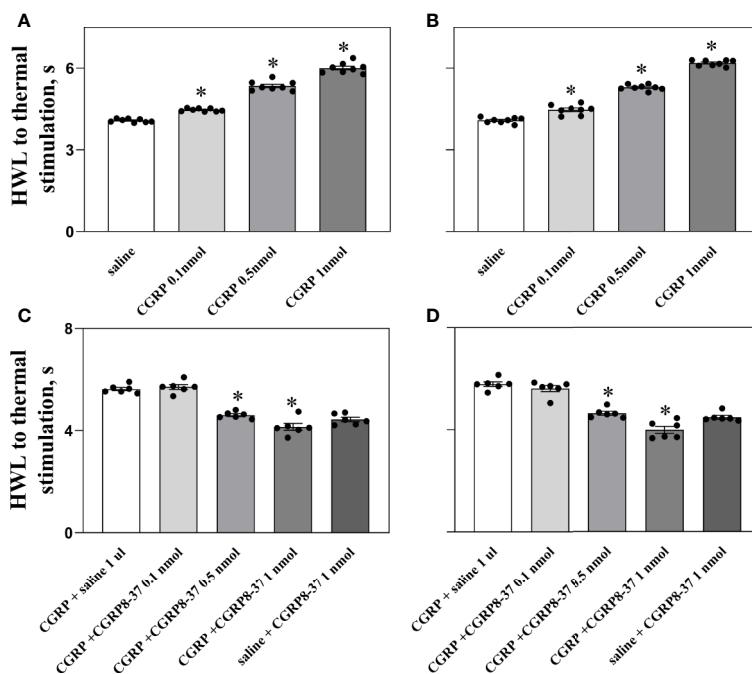 A
B
HWL to thermal
stimulation, s
6
3
0
*
*
*
*
*
*
saline
CGRP 0.1nmol
CGRP 0.5nmol
CGRP 1nmol
saline
CGRP 0.1nmol
CGRP 0.5nmol
CGRP 1nmol
C
D
HWL to thermal
stimulation, s
8
4
0
*
*
*
*
CGRP + saiine 1 ul
CGRP +CGRP8-37 0.1 nmol
CGRP +CGRP8-37 0.5 nmol
CGRP +CGRP8-37 1 nmol
saline + CGRP8-37 1 nmol
CGRP + saiine 1 ul
CGRP +CGRP8-37 0.1 nmol
CGRP +CGRP8-37 0.5 nmol
CGRP +CGRP8-37 1 nmol
saline + CGRP8-37 1 nmol